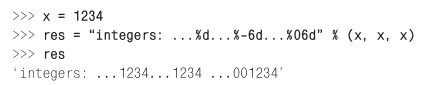 >>> x = 1234
>>> res = “integers: ...%d...%-6d...%06d” % (x, x, x)
>>> res
‘integers: ...1234...1234 ...001234’